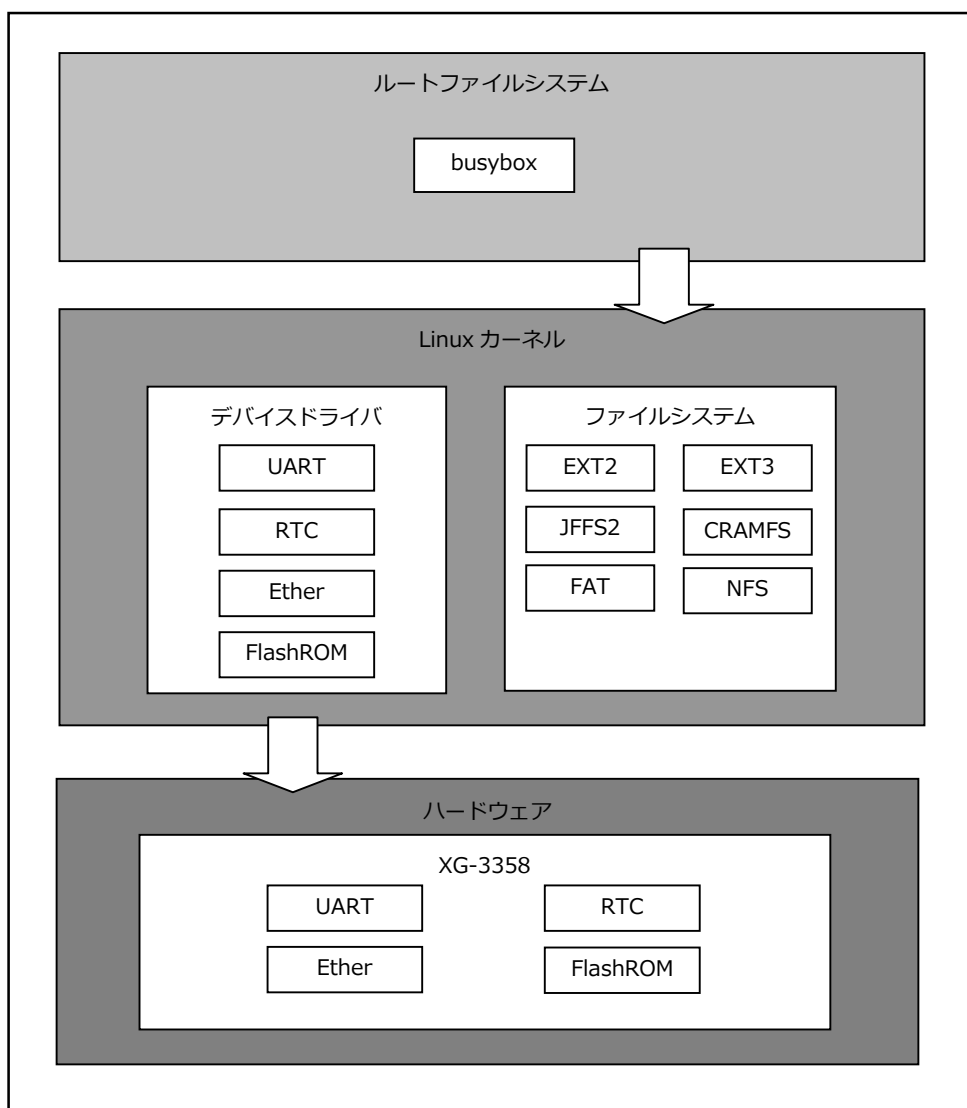 ルートファイルシステム
busybox
Linux カーネル
デバイスドライバ
UART
RTC
Ether
FlashROM
ファイルシステム
EXT2
EXT3
JFFS2
CRAMFS
FAT
NFS
ハードウェア
XG-3358
UART
RTC
Ether
FlashROM